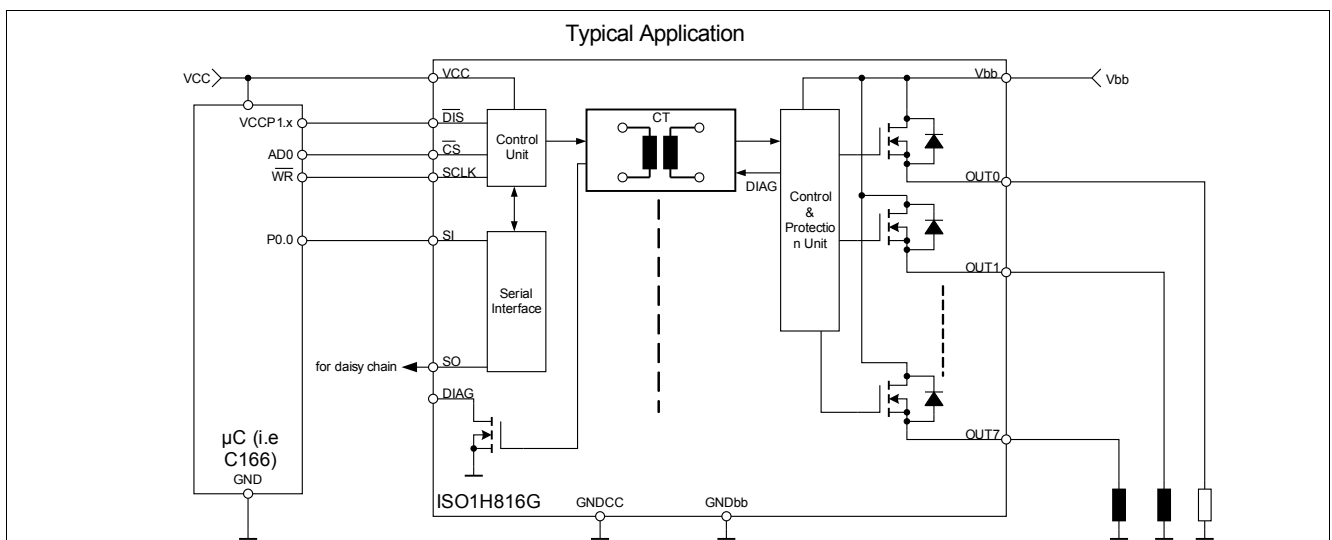 Typical Application
VCC
VCC
Vbb
Vbb
VCCP1.x
DIS
Control
Unit
CT
AD0
CS
WR
SCLK
DIAG
OUT0
Control
&
Protectio
n Unit
P0.0
SI
OUT1
Serial
Interface
for daisy chain
SO
DIAG
OUT7
µC (i.e
C166)
GND
ISO1H816G
GNDCC
GNDbb